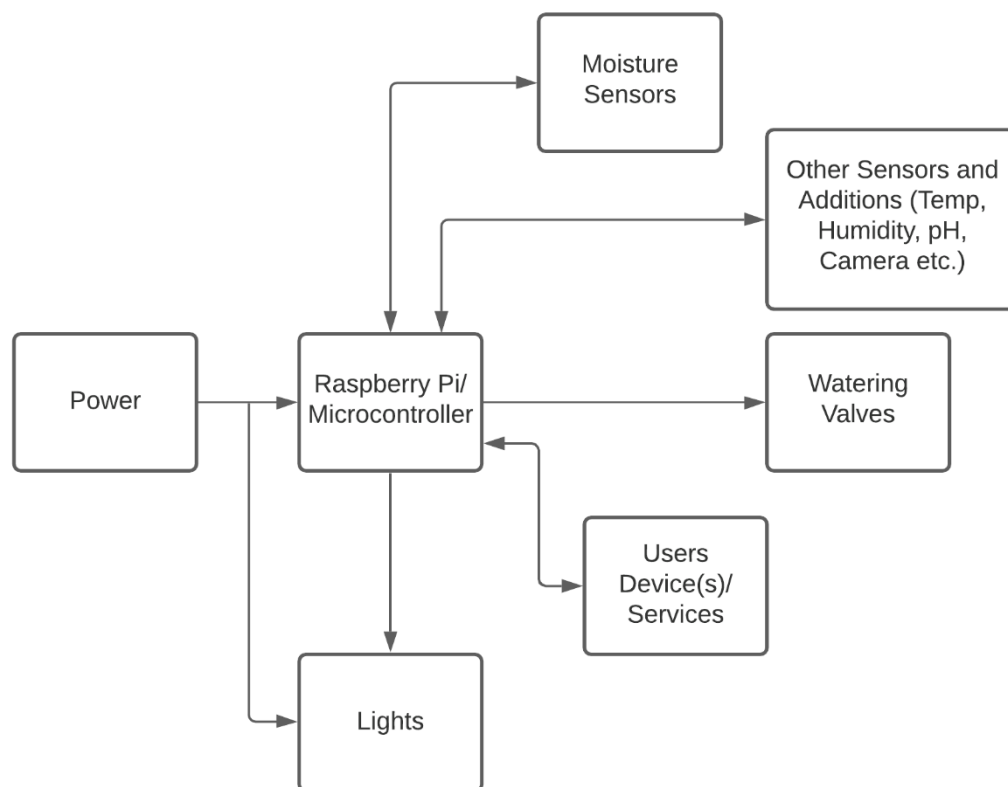 Moisture
Sensors
Other Sensors and
Additions (Temp,
Humidity, pH,
Camera etc.)
Power
Raspberry Pi/
Microcontroller
Watering
Valves
Users
Device(s)/
Services
Lights